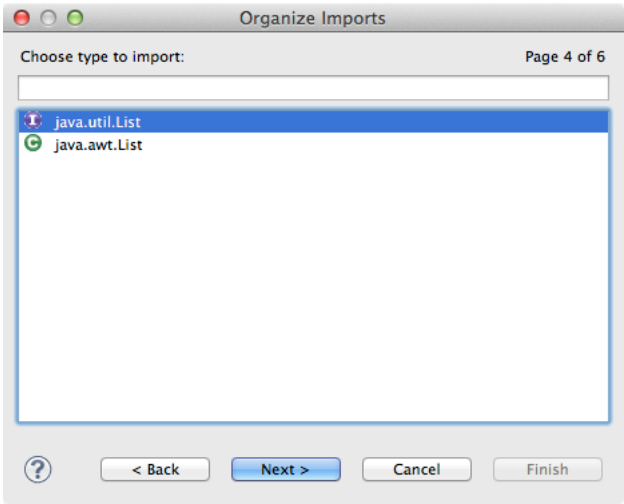 Organize Imports
Choose type to import:
Page 4 of 6
I java.util.List
C java.awt.List
?
< Back
Next >
Cancel
Finish